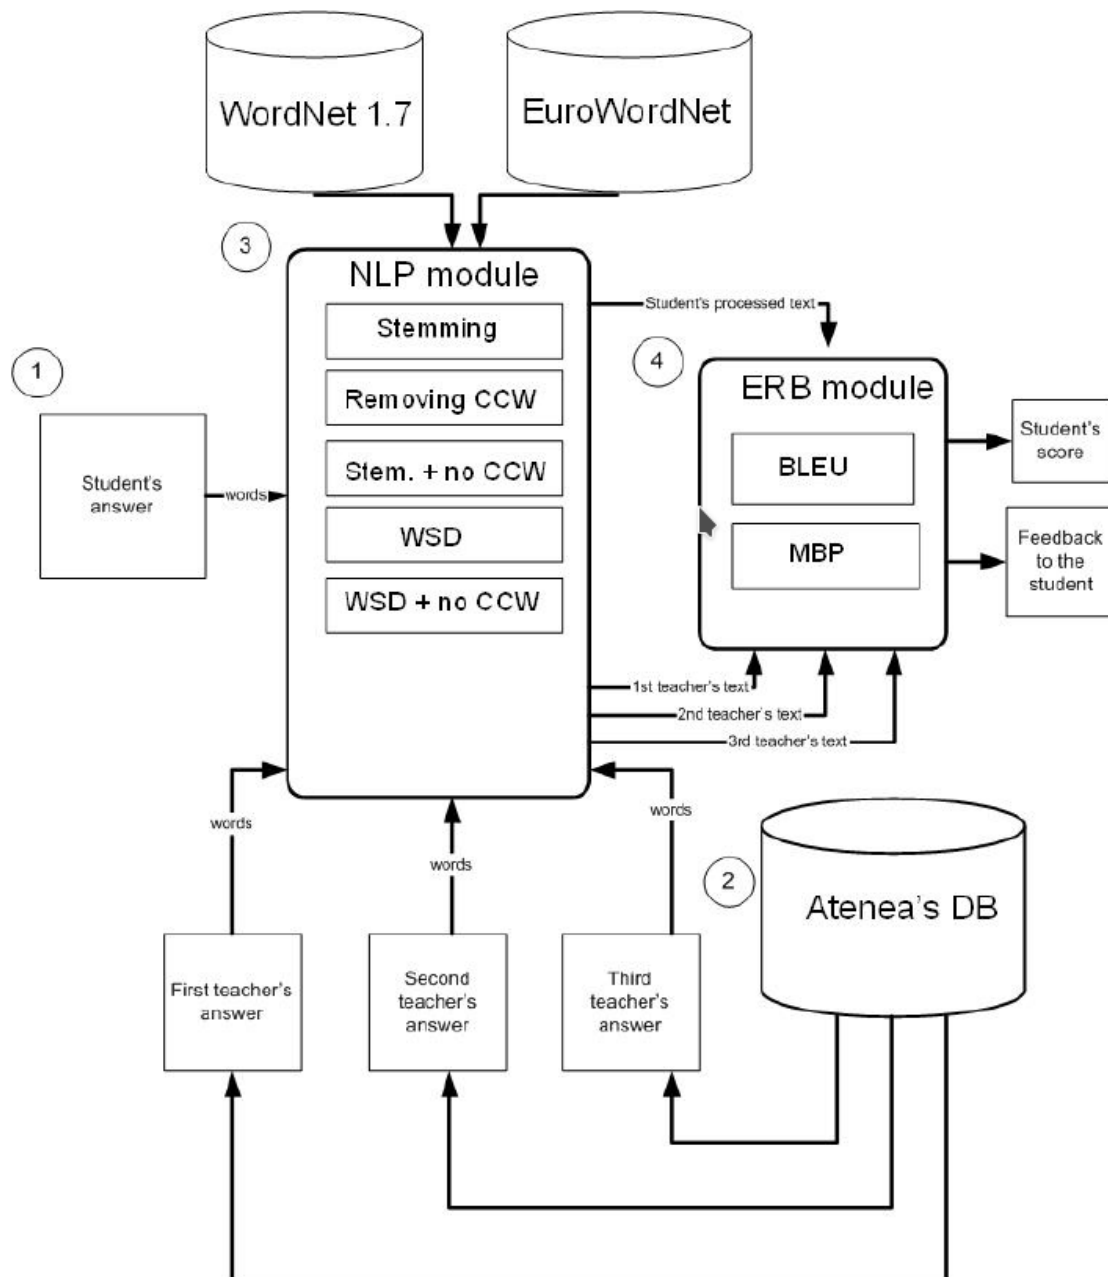 WordNet 1.7
EuroWordNet
3
NLP module
Stemming
Removing CCW
Stem. + no CCW
WSD
WSD + no CCW
Student's processed text
4
ERB module
BLEU
MBP
Student's
score
Feedback
to the
student
1
Student's
answer
words
1st teacher's text
2nd teacher's text
3rd teacher's text
words
words
words
2
Atenea's DB
First teacher's
answer
Second
teacher's
answer
Third
teacher's
answer